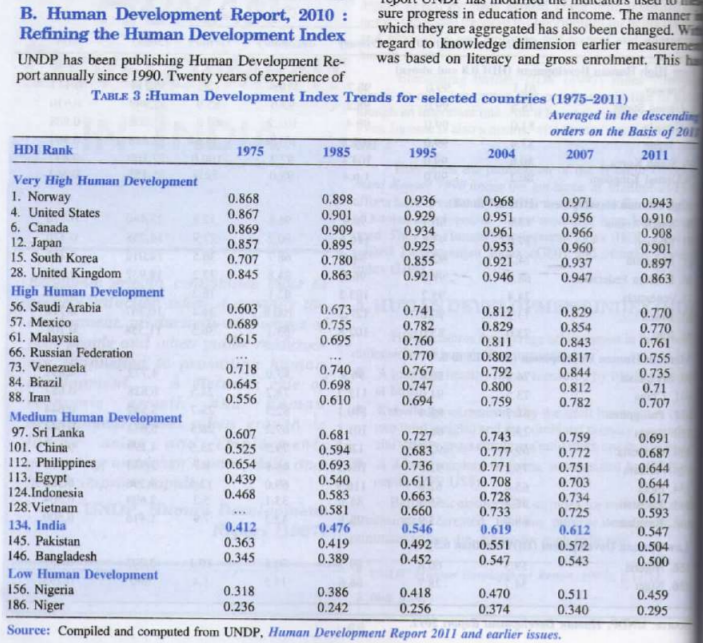 B. Human Development Report, 2010 :
Refining the Human Development Index
UNDP has been publishing Human Development Re-
port annually since 1990. Twenty years of experience of
report UNDP has modified the indicators used to
sure progress in education and income. The manner
which they are aggregated has also been changed.
regard to knowledge dimension earlier
was based on literacy and gross enrolment. This
TABLE 3 :Human Development Index Trends for selected countries (1975–2011)
Averaged in the
orders on the Basis of
HDI Rank 1975 1985 1995 2004 2007 2011
Very High Human Development
1. Norway 0.868 0.898 0.936 0.968 0.971 0.943
4. United States 0.867 0.901 0.929 0.951 0.956 0.910
6. Canada 0.869 0.909 0.934 0.961 0.966 0.908
12. Japan 0.857 0.895 0.925 0.953 0.960 0.901
15. South Korea 0.707 0.780 0.855 0.921 0.937 0.897
28. United Kingdom 0.845 0.863 0.921 0.946 0.947 0.863
High Human Development
56. Saudi Arabia 0.603 0.673 0.741 0.812 0.829 0.770
57. Mexico 0.689 0.755 0.782 0.829 0.854 0.770
61. Malaysia 0.615 0.695 0.760 0.811 0.843 0.761
66. Russian Federation ... ... 0.770 0.802 0.817 0.755
73. Venezuela 0.718 0.740 0.767 0.792 0.844 0.735
84. Brazil 0.645 0.698 0.747 0.800 0.812 0.71
88. Iran 0.556 0.610 0.694 0.759 0.782 0.707
Medium Human Development
97. Sri Lanka 0.607 0.681 0.727 0.743 0.759 0.691
101. China 0.525 0.594 0.683 0.777 0.772 0.687
112. Philippines 0.654 0.693 0.736 0.771 0.751 0.644
113. Egypt 0.439 0.540 0.611 0.708 0.703 0.644
124.Indonesia 0.468 0.583 0.663 0.728 0.734 0.617
128.Vietnam ... 0.581 0.660 0.733 0.725 0.593
134. India 0.412 0.476 0.546 0.619 0.612 0.547
145. Pakistan 0.363 0.419 0.492 0.551 0.572 0.504
146. Bangladesh 0.345 0.389 0.452 0.547 0.543 0.500
Low Human Development
156. Nigeria 0.318 0.386 0.418 0.470 0.511 0.459
186. Niger 0.236 0.242 0.256 0.374 0.340 0.295
Source: Compiled and computed from UNDP, Human Development Report 2011 and earlier issues.